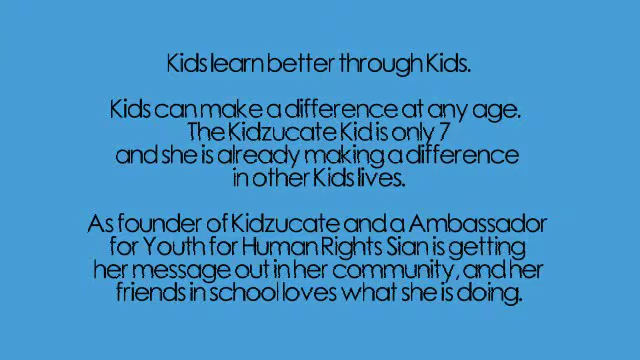 Kids learn better through Kids.
Kids can make a difference at any age.
The Kidzucate Kid is only 7
and she is already making a difference
in other Kids lives.
As founder of Kidzucate and a Ambassador
for Youth for Human Rights Sian is getting
her message out in her community, and her
friends in school loves what she is doing.